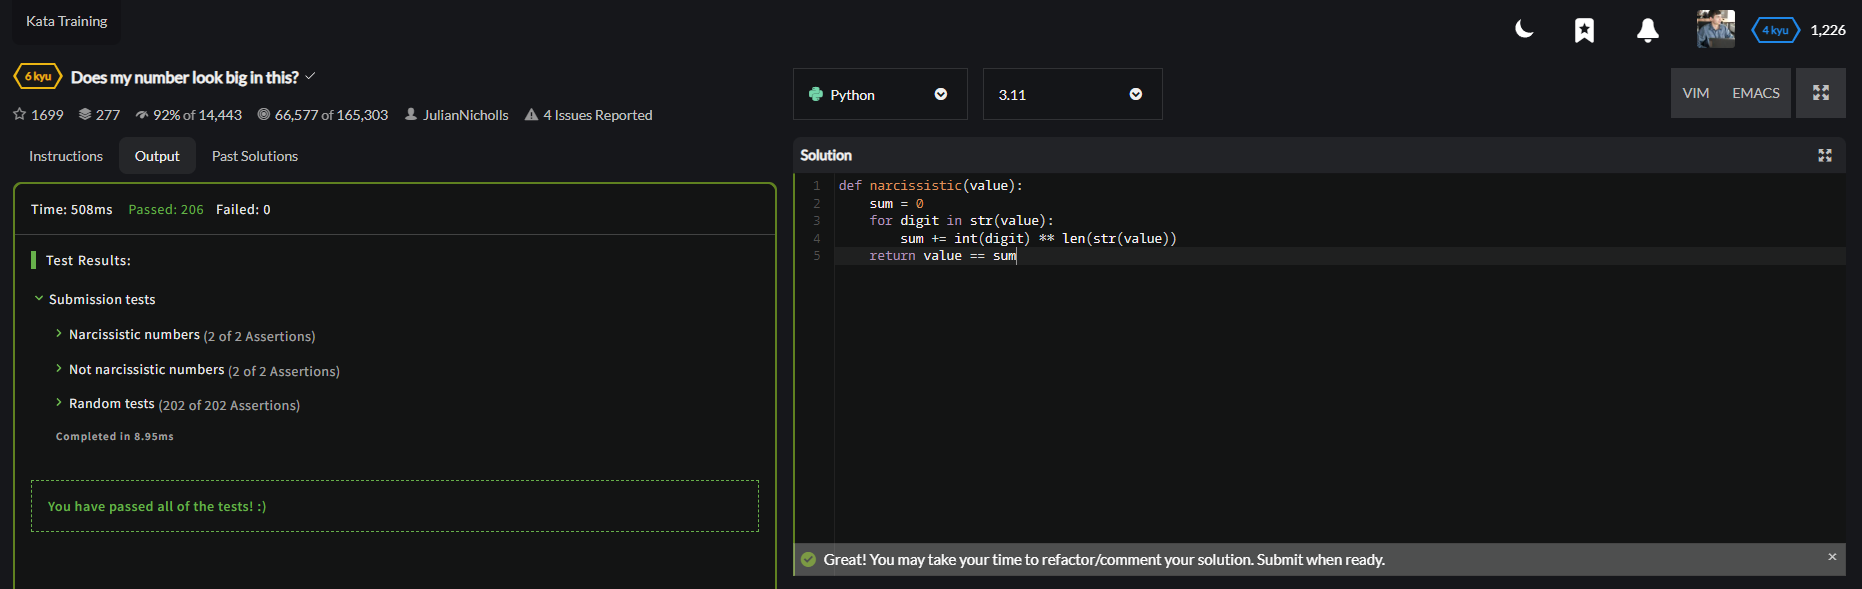 Kata Training
4 kyu 1,226
6 kyu Does my number look big in this?
1699 277 92% of 14,443 66,577 of 165,303 JulianNicholls 4 Issues Reported
Instructions Output Past Solutions
Time: 508ms Passed: 206 Failed: 0
Test Results:
Submission tests
Narcissistic numbers (2 of 2 Assertions)
Not narcissistic numbers (2 of 2 Assertions)
Random tests (202 of 202 Assertions)
Completed in 8.95ms
You have passed all of the tests! :)
Python 3.11 VIM EMACS
Solution
1 def narcissistic(value):
2     sum = 0
3     for digit in str(value):
4         sum += int(digit) ** len(str(value))
5     return value == sum
Great! You may take your time to refactor/comment your solution. Submit when ready. ×